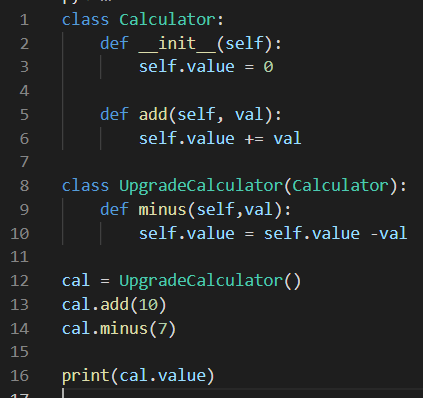 1 class Calculator:
2     def __init__(self):
3         self.value = 0
4
5     def add(self, val):
6         self.value += val
7
8 class UpgradeCalculator(Calculator):
9     def minus(self,val):
10         self.value = self.value -val
11
12 cal = UpgradeCalculator()
13 cal.add(10)
14 cal.minus(7)
15
16 print(cal.value)
17